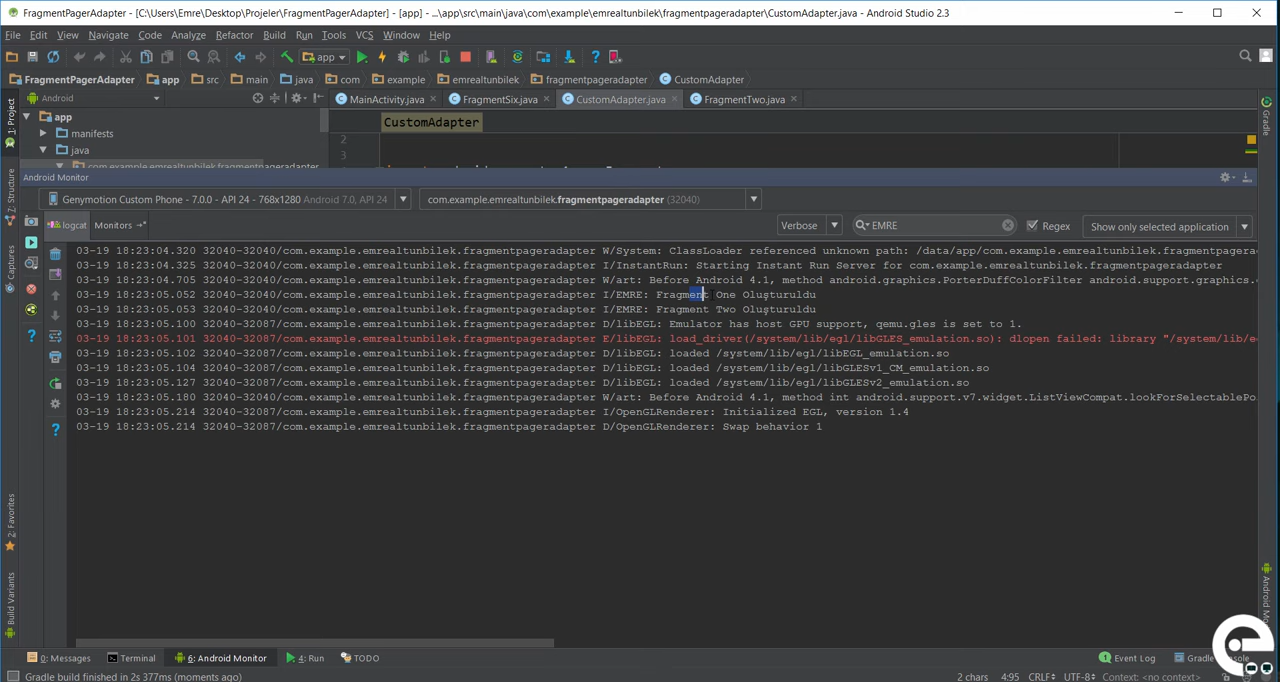 FragmentPagerAdapter - [C:\Users\Emre\Desktop\Projeler\FragmentPagerAdapter] - [app] - ...\app\src\main\java\com\example\emrealtunbilek\fragmentpageradapter\CustomAdapter.java - Android Studio 2.3
File Edit View Navigate Code Analyze Refactor Build Run Tools VCS Window Help
app
FragmentPagerAdapter app src main java com example emrealtunbilek fragmentpageradapter CustomAdapter
1: Project
Android
MainActivity.java FragmentSix.java CustomAdapter.java FragmentTwo.java
Gradle
app
CustomAdapter
manifests
2
java
3
com.example.emrealtunbilek.fragmentpageradapter
Android Monitor
7: Structure
Genymotion Custom Phone - 7.0.0 - API 24 - 768x1280 Android 7.0, API 24
com.example.emrealtunbilek.fragmentpageradapter (32040)
logcat Monitors
Verbose EMRE Regex Show only selected application
Captures
03-19 18:23:04.320 32040-32040/com.example.emrealtunbilek.fragmentpageradapter W/System: ClassLoader referenced unknown path: /data/app/com.example.emrealtunbilek.fragmentpagera
03-19 18:23:04.325 32040-32040/com.example.emrealtunbilek.fragmentpageradapter I/InstantRun: Starting Instant Run Server for com.example.emrealtunbilek.fragmentpageradapter
03-19 18:23:04.705 32040-32040/com.example.emrealtunbilek.fragmentpageradapter W/art: Before Android 4.1, method android.graphics.PorterDuffColorFilter android.support.graphics.
03-19 18:23:05.052 32040-32040/com.example.emrealtunbilek.fragmentpageradapter I/EMRE: Fragment One Oluşturuldu
03-19 18:23:05.053 32040-32040/com.example.emrealtunbilek.fragmentpageradapter I/EMRE: Fragment Two Oluşturuldu
03-19 18:23:05.100 32040-32087/com.example.emrealtunbilek.fragmentpageradapter D/libEGL: Emulator has host GPU support, qemu.gles is set to 1.
03-19 18:23:05.101 32040-32087/com.example.emrealtunbilek.fragmentpageradapter E/libEGL: load_driver(/system/lib/egl/libGLES_emulation.so): dlopen failed: library "/system/lib/e
03-19 18:23:05.102 32040-32087/com.example.emrealtunbilek.fragmentpageradapter D/libEGL: loaded /system/lib/egl/libEGL_emulation.so
03-19 18:23:05.104 32040-32087/com.example.emrealtunbilek.fragmentpageradapter D/libEGL: loaded /system/lib/egl/libGLESv1_CM_emulation.so
03-19 18:23:05.127 32040-32087/com.example.emrealtunbilek.fragmentpageradapter D/libEGL: loaded /system/lib/egl/libGLESv2_emulation.so
03-19 18:23:05.180 32040-32040/com.example.emrealtunbilek.fragmentpageradapter W/art: Before Android 4.1, method int android.support.v7.widget.ListViewCompat.lookForSelectablePo
03-19 18:23:05.214 32040-32087/com.example.emrealtunbilek.fragmentpageradapter I/OpenGLRenderer: Initialized EGL, version 1.4
03-19 18:23:05.214 32040-32087/com.example.emrealtunbilek.fragmentpageradapter D/OpenGLRenderer: Swap behavior 1
2: Favorites
Build Variants
Android Mo
0: Messages Terminal 6: Android Monitor 4: Run TODO Event Log Gradle Console
Gradle build finished in 2s 377ms (moments ago) 2 chars 4:95 CRLF UTF-8 Context: <no context>